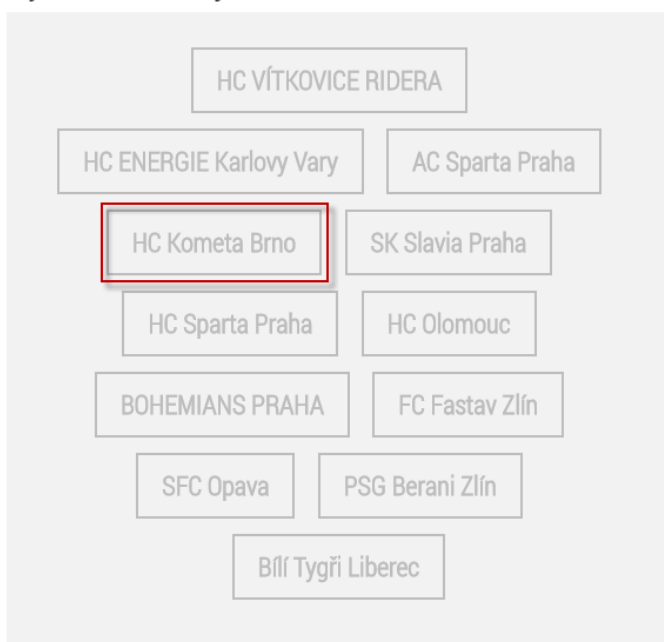 HC VÍTKOVICE RIDERA
HC ENERGIE Karlovy Vary AC Sparta Praha
HC Kometa Brno SK Slavia Praha
HC Sparta Praha HC Olomouc
BOHEMIANS PRAHA FC Fastav Zlín
SFC Opava PSG Berani Zlín
Bílí Tygři Liberec